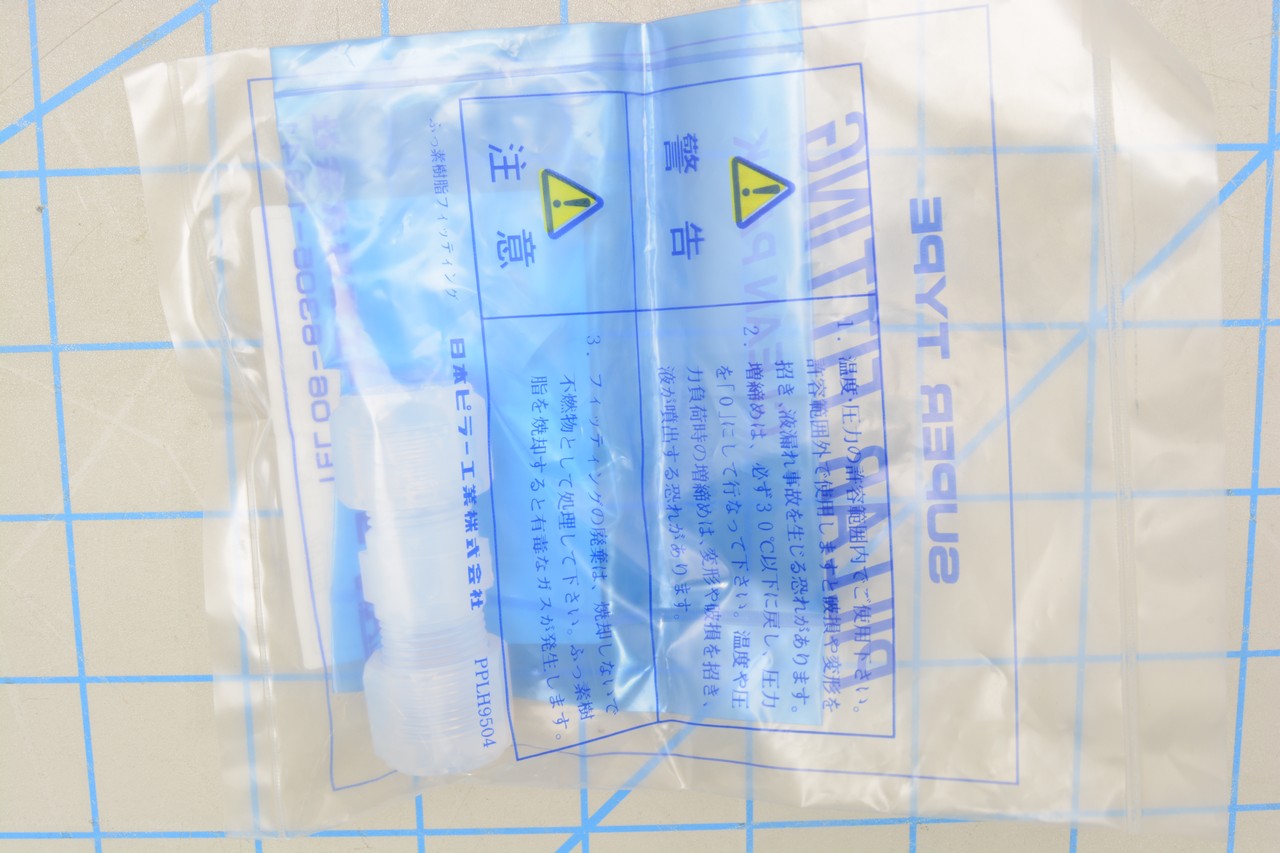 警告
1. 温度・圧力の許容範囲内でご使用下さい。
許容範囲外で使用しますと破損や変形を
招き、液漏れ事故を生じる恐れがあります。
2. 増締めは、必ず30℃以下に戻し、圧力
を「0」にして行なって下さい。温度や圧
力負荷時の増締めは、変形や破損を招き、
液が噴出する恐れがあります。
注意
3. フィッティングの廃棄は、焼却しないで
不燃物として処理して下さい。ふっ素樹
脂を焼却すると有毒なガスが発生します。
ふっ素樹脂フィッティング
日本ピラー工業株式会社
PPLH9504
SUPER TYPE
PILLAR FITTING